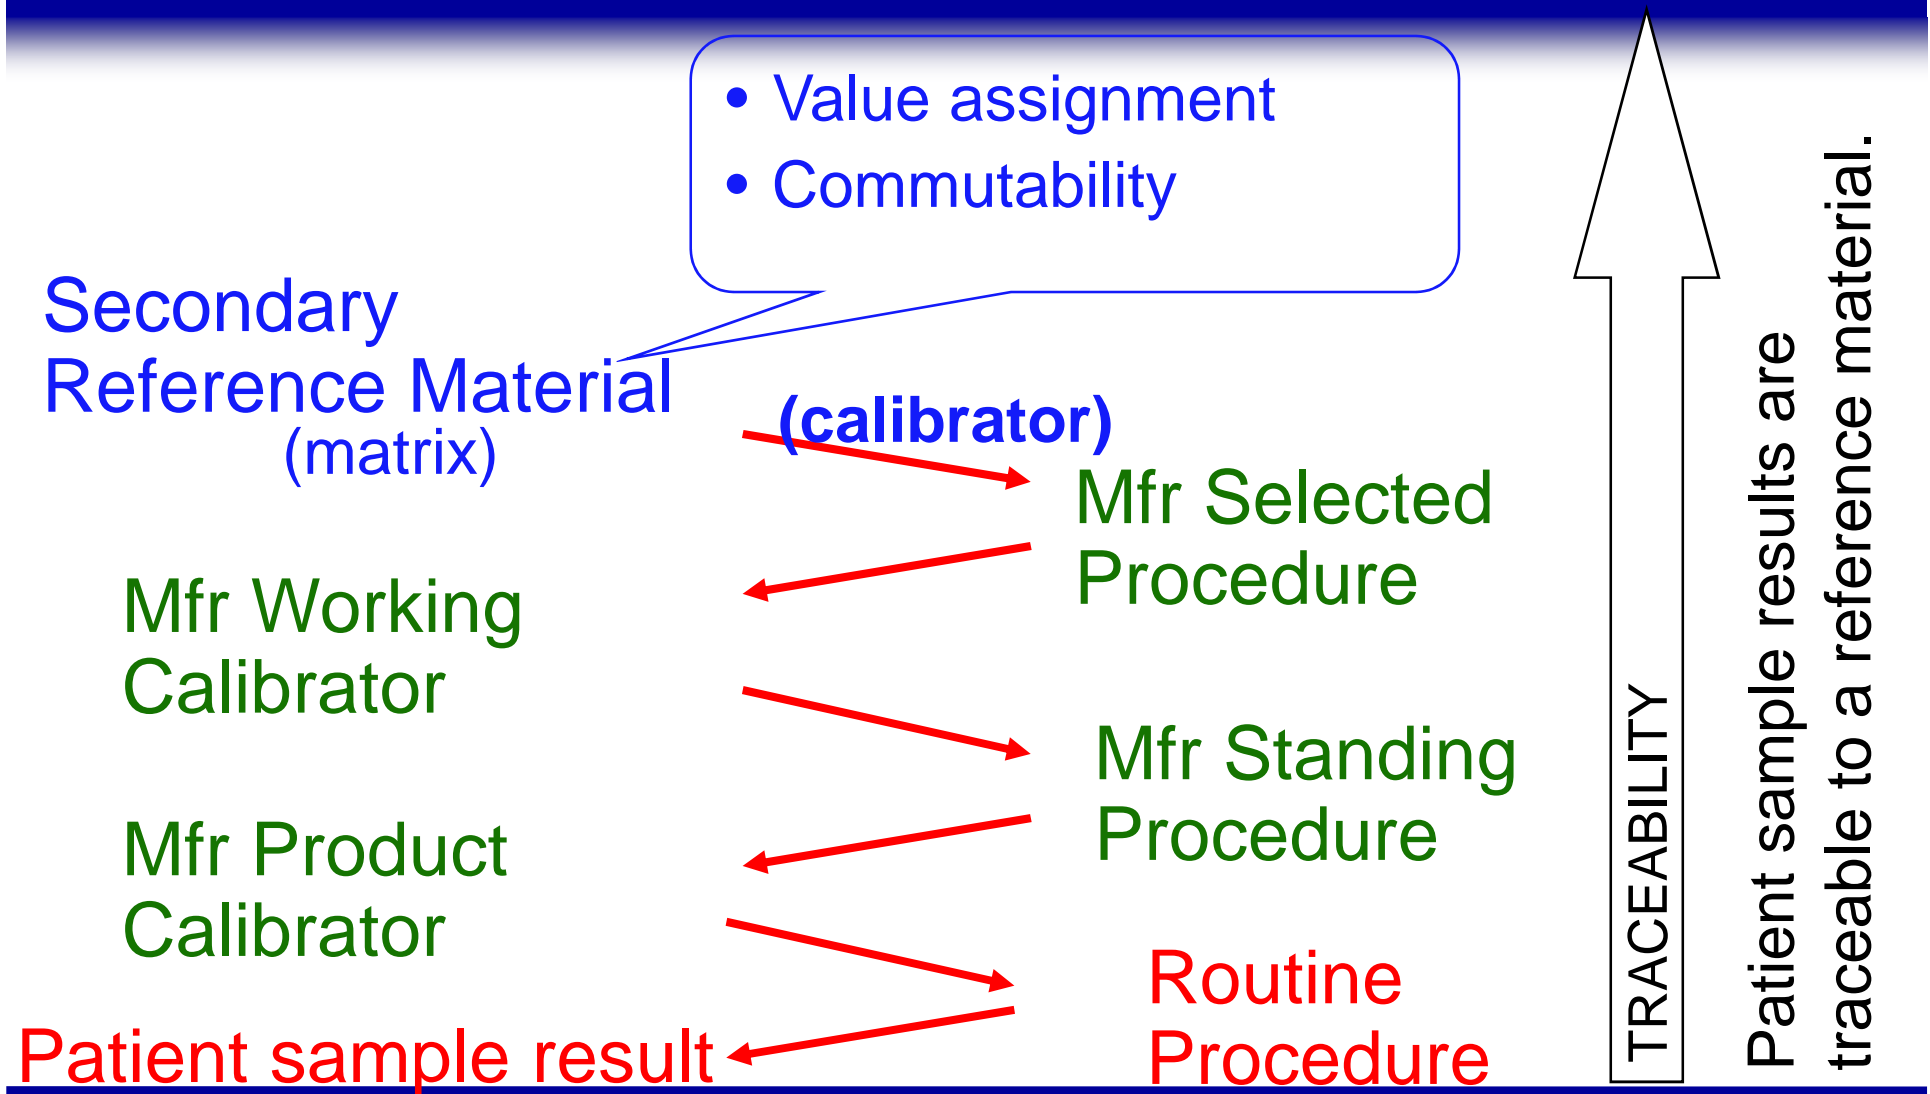 • Value assignment
• Commutability
Secondary
Reference Material
(matrix)
(calibrator)
Mfr Selected
Procedure
Mfr Working
Calibrator
Mfr Standing
Procedure
Mfr Product
Calibrator
Routine
Procedure
Patient sample result
TRACEABILITY
Patient sample results are
traceable to a reference material.